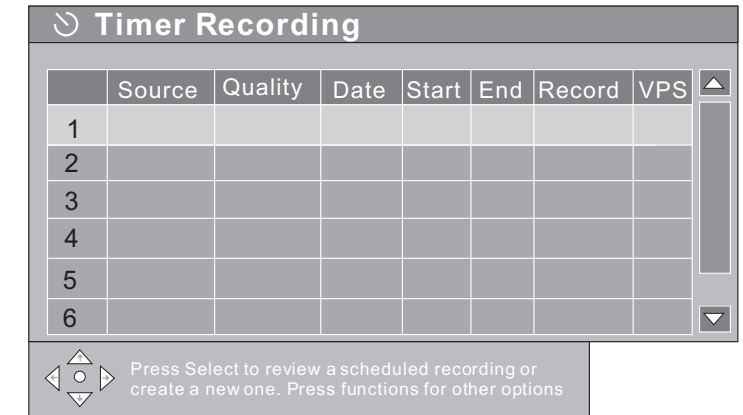 Timer Recording
Source Quality Date Start End Record VPS
1
2
3
4
5
6
Press Select to review a scheduled recording or
create a new one. Press functions for other options